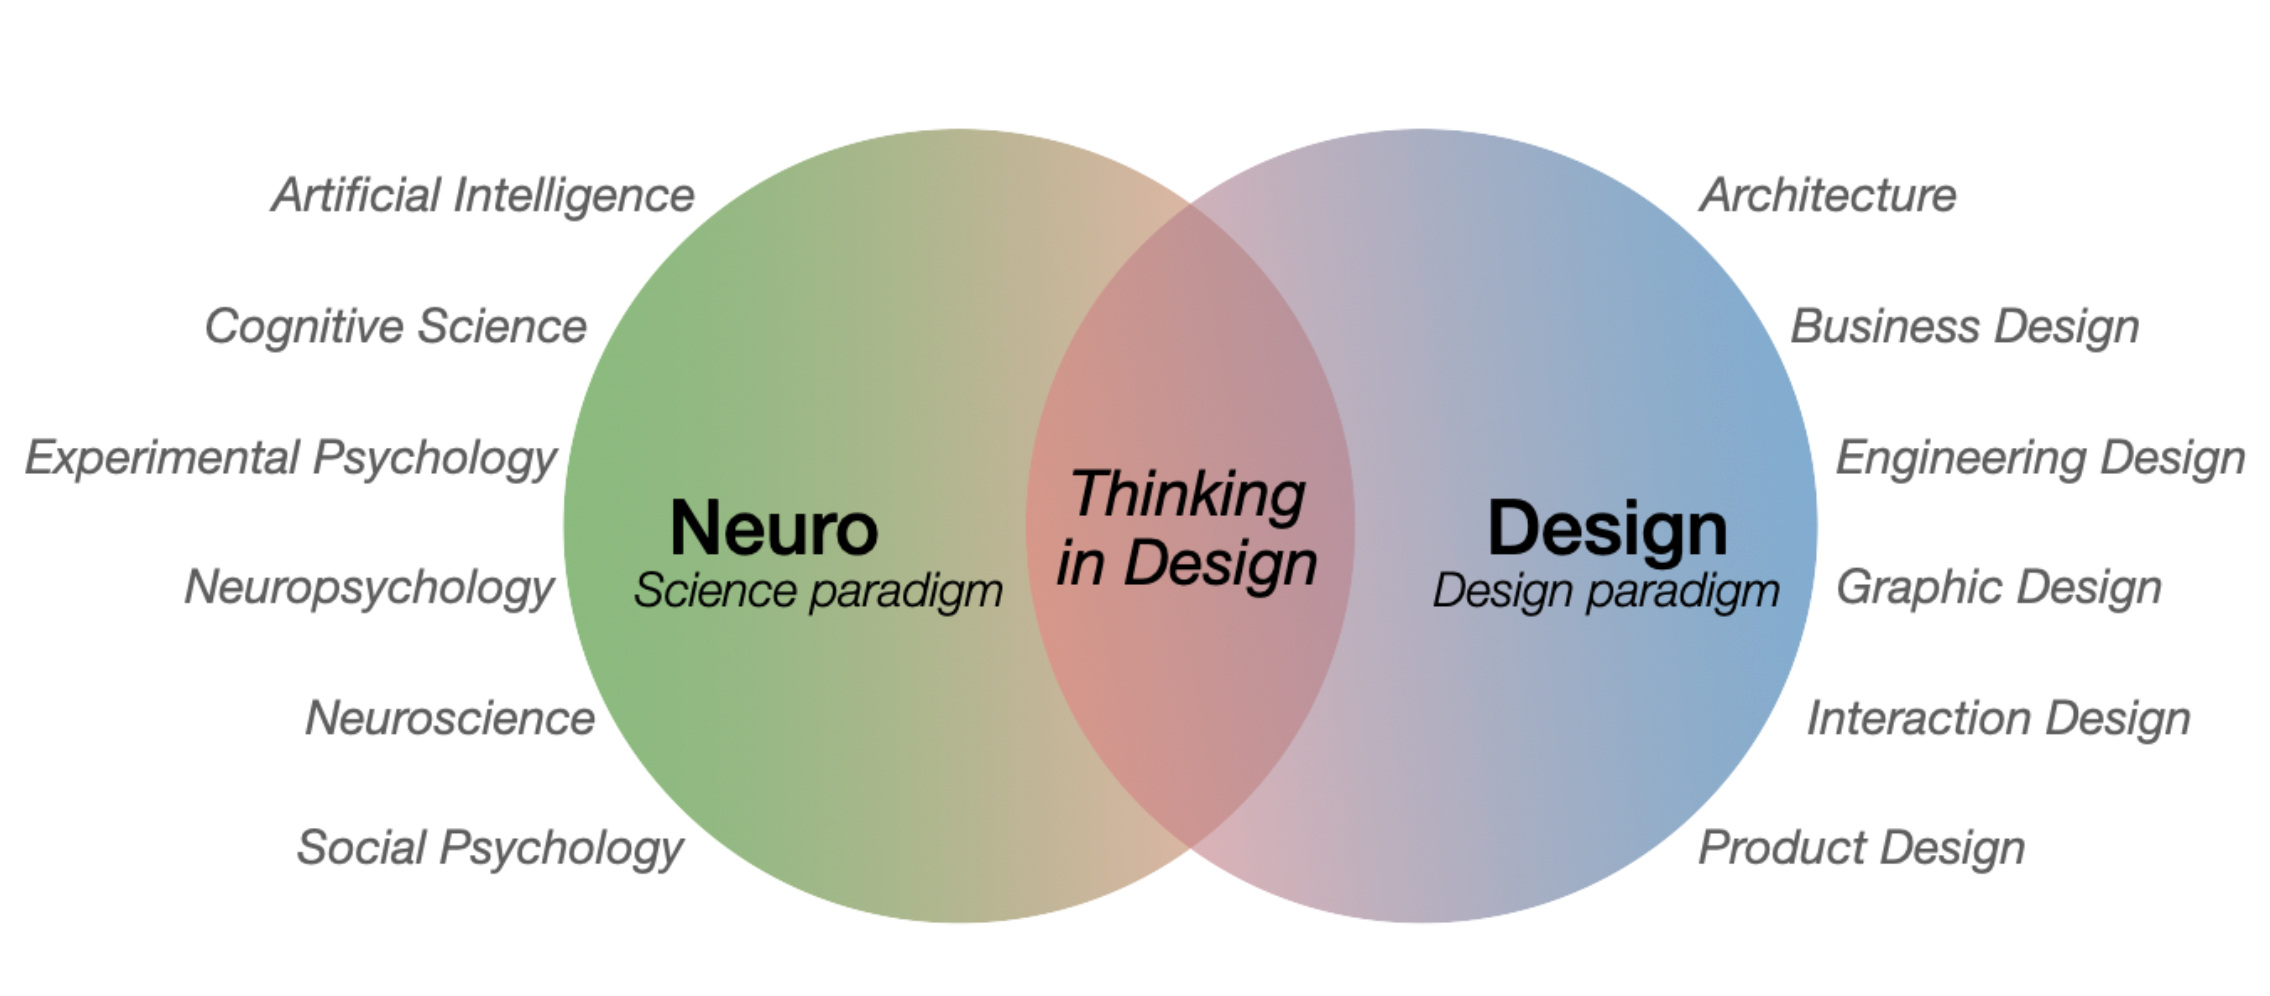 Artificial Intelligence
Cognitive Science
Experimental Psychology
Neuropsychology
Neuroscience
Social Psychology
Neuro
Science paradigm
Thinking
in Design
Design
Design paradigm
Architecture
Business Design
Engineering Design
Graphic Design
Interaction Design
Product Design